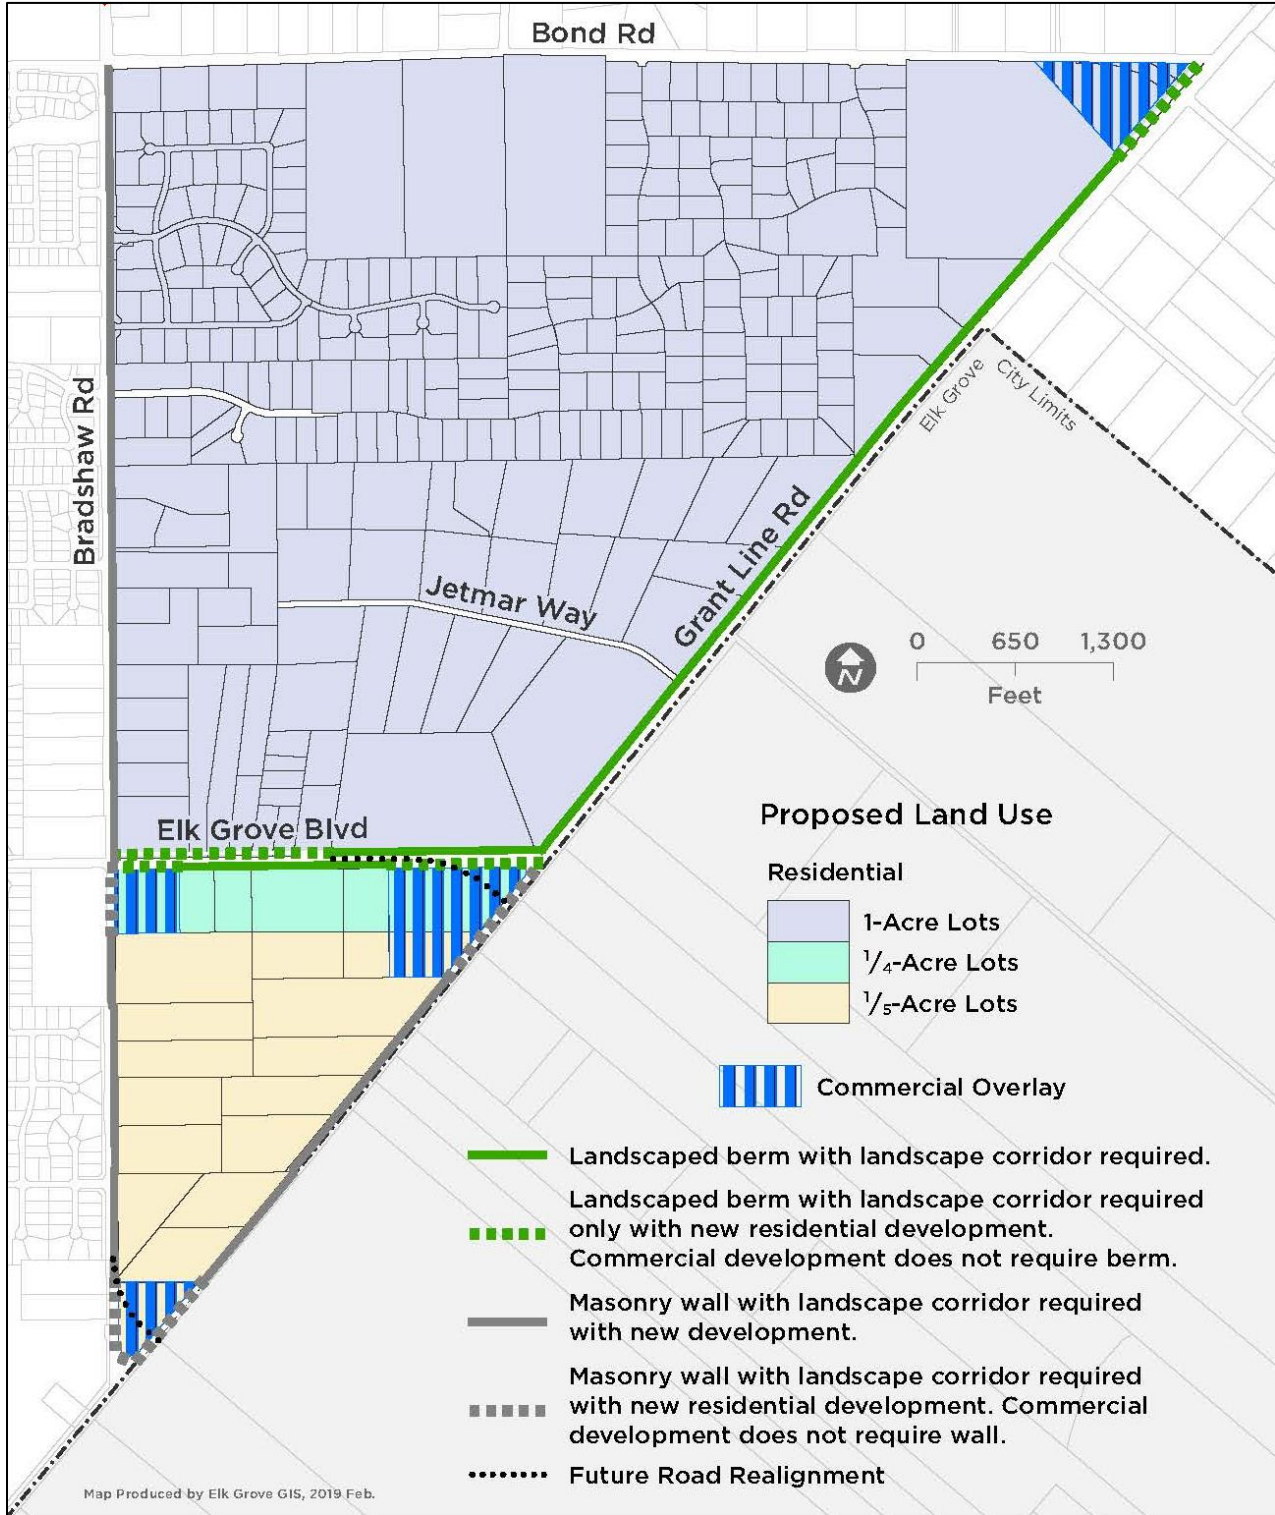 Bond Rd
Bradshaw Rd
Elk Grove
City Limits
Grant Line Rd
Jetmar Way
0 650 1,300
N
Feet
Elk Grove Blvd
Proposed Land Use
Residential
1-Acre Lots
1/4-Acre Lots
1/5-Acre Lots
Commercial Overlay
Landscaped berm with landscape corridor required.
Landscaped berm with landscape corridor required
only with new residential development.
Commercial development does not require berm.
Masonry wall with landscape corridor required
with new development.
Masonry wall with landscape corridor required
with new residential development. Commercial
development does not require wall.
Future Road Realignment
Map Produced by Elk Grove GIS, 2019 Feb.